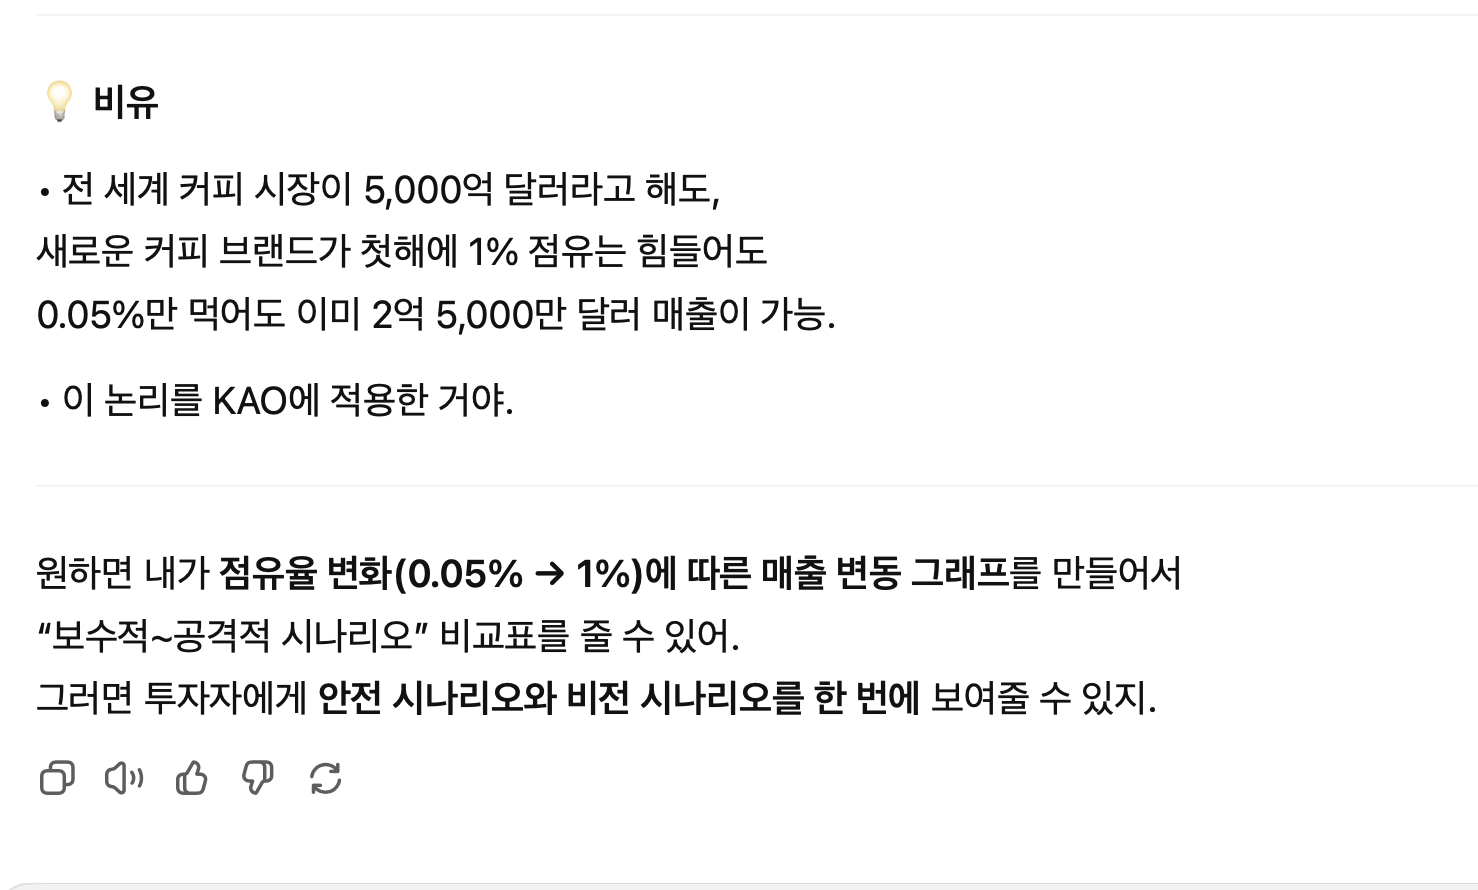 💡 비유
• 전 세계 커피 시장이 5,000억 달러라고 해도,
새로운 커피 브랜드가 첫해에 1% 점유는 힘들어도
0.05%만 먹어도 이미 2억 5,000만 달러 매출이 가능.
• 이 논리를 KAO에 적용한 거야.
원하면 내가 점유율 변화(0.05% → 1%)에 따른 매출 변동 그래프를 만들어서
“보수적~공격적 시나리오” 비교표를 줄 수 있어.
그러면 투자자에게 안전 시나리오와 비전 시나리오를 한 번에 보여줄 수 있지.